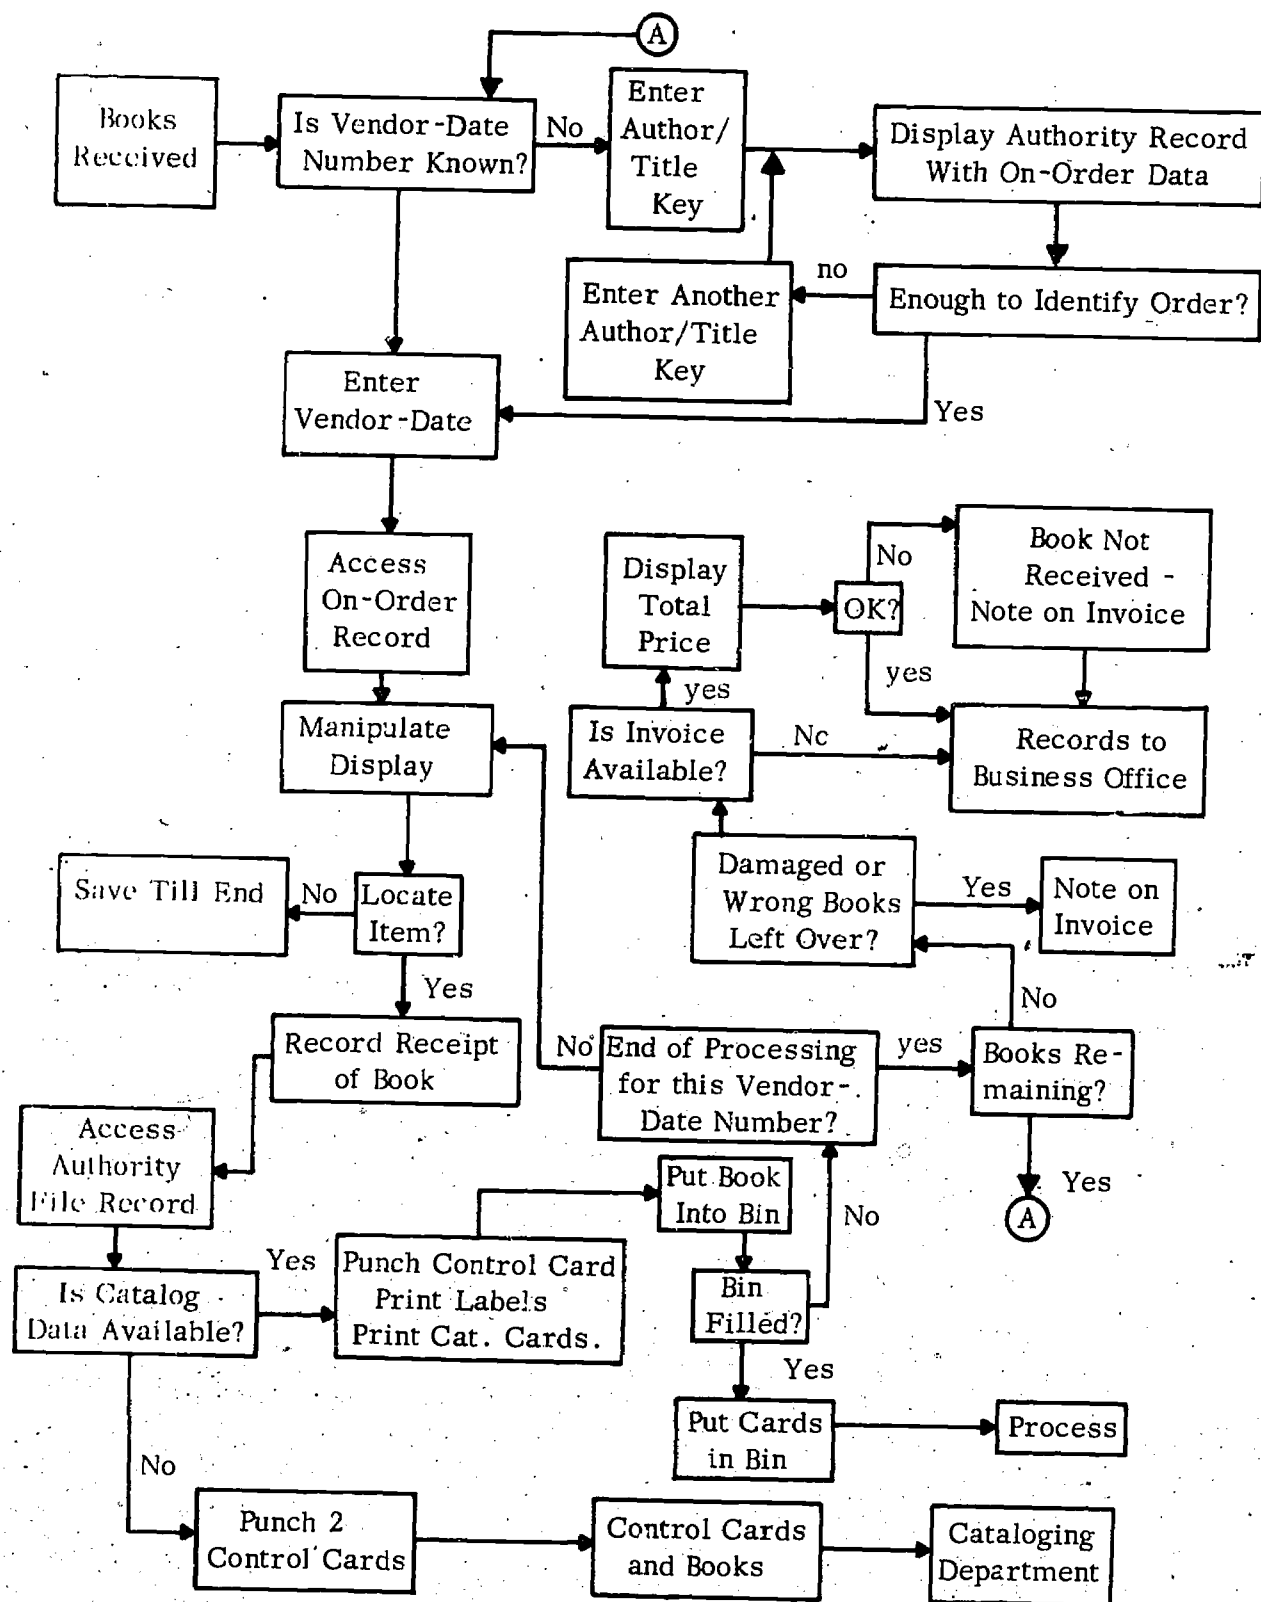 A
Books
Received
Is Vendor-Date
Number Known?
No
Enter
Author/
Title
Key
Display Authority Record
With On-Order Data
no
Enter Another
Author/Title
Key
Enough to Identify Order?
Yes
Enter
Vendor-Date
Access
On-Order
Record
Display
Total
Price
OK?
No
yes
Book Not
Received -
Note on Invoice
Manipulate
Display
yes
Is Invoice
Available?
Nc
Records to
Business Office
Save Till End
No
Locate
Item?
Yes
Damaged or
Wrong Books
Left Over?
Yes
Note on
Invoice
No
Record Receipt
of Book
No
End of Processing
for this Vendor-
Date Number?
yes
Books Re-
maining?
Yes
A
Access
Authority
File Record
Put Book
Into Bin
No
Is Catalog
Data Available?
Yes
Punch Control Card
Print Labels
Print Cat. Cards.
Bin
Filled?
Yes
Put Cards
in Bin
Process
No
Punch 2
Control Cards
Control Cards
and Books
Cataloging
Department